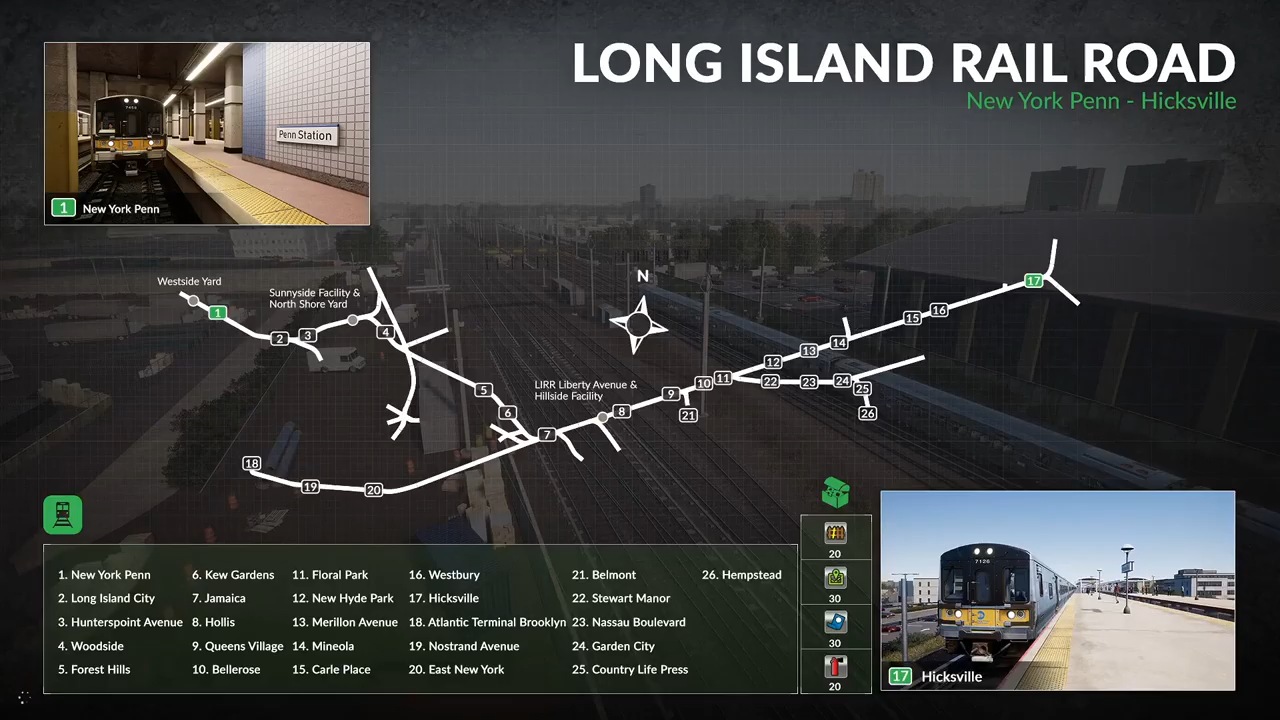 LONG ISLAND RAIL ROAD
New York Penn - Hicksville
7456
Penn Station
1 New York Penn
Westside Yard
Sunnyside Facility &
North Shore Yard
N
LIRR Liberty Avenue &
Hillside Facility
1
2
3
4
5
6
7
8
9
10
11
12
13
14
15
16
17
18
19
20
21
22
23
24
25
26
1. New York Penn
2. Long Island City
3. Hunterspoint Avenue
4. Woodside
5. Forest Hills
6. Kew Gardens
7. Jamaica
8. Hollis
9. Queens Village
10. Bellerose
11. Floral Park
12. New Hyde Park
13. Merillon Avenue
14. Mineola
15. Carle Place
16. Westbury
17. Hicksville
18. Atlantic Terminal Brooklyn
19. Nostrand Avenue
20. East New York
21. Belmont
22. Stewart Manor
23. Nassau Boulevard
24. Garden City
25. Country Life Press
26. Hempstead
20
30
30
20
7126
17 Hicksville